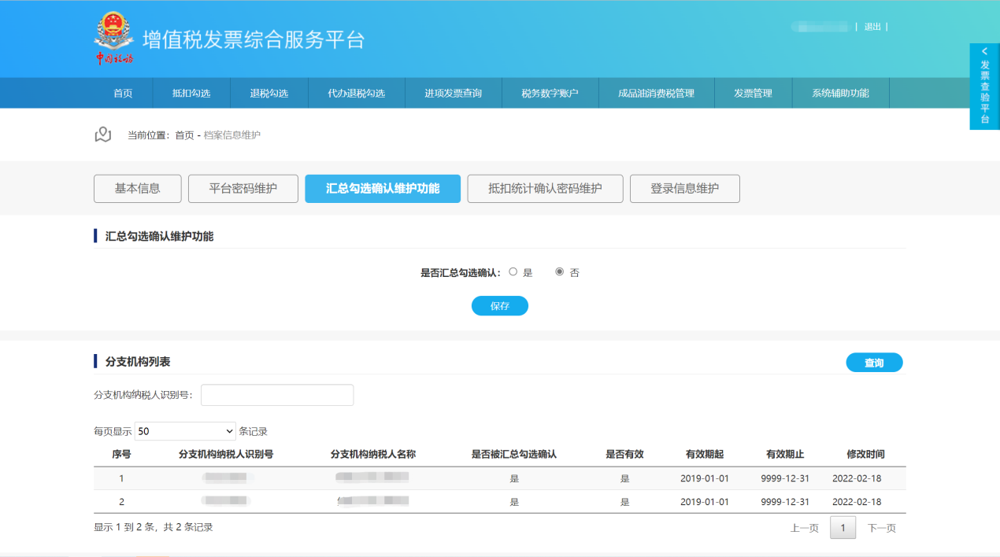 增值税发票综合服务平台
中国税务
| 退出 |
< 发票查验平台
首页 抵扣勾选 退税勾选 代办退税勾选 进项发票查询 税务数字账户 成品油消费税管理 发票管理 系统辅助功能
当前位置：首页 - 档案信息维护
基本信息 平台密码维护 汇总勾选确认维护功能 抵扣统计确认密码维护 登录信息维护
汇总勾选确认维护功能
是否汇总勾选确认： 是 否
保存
分支机构列表 查询
分支机构纳税人识别号：
每页显示 50 条记录
序号 分支机构纳税人识别号 分支机构纳税人名称 是否被汇总勾选确认 是否有效 有效期起 有效期止 修改时间
1 是 是 2019-01-01 9999-12-31 2022-02-18
2 是 是 2019-01-01 9999-12-31 2022-02-18
显示 1 到 2 条，共 2 条记录 上一页 1 下一页